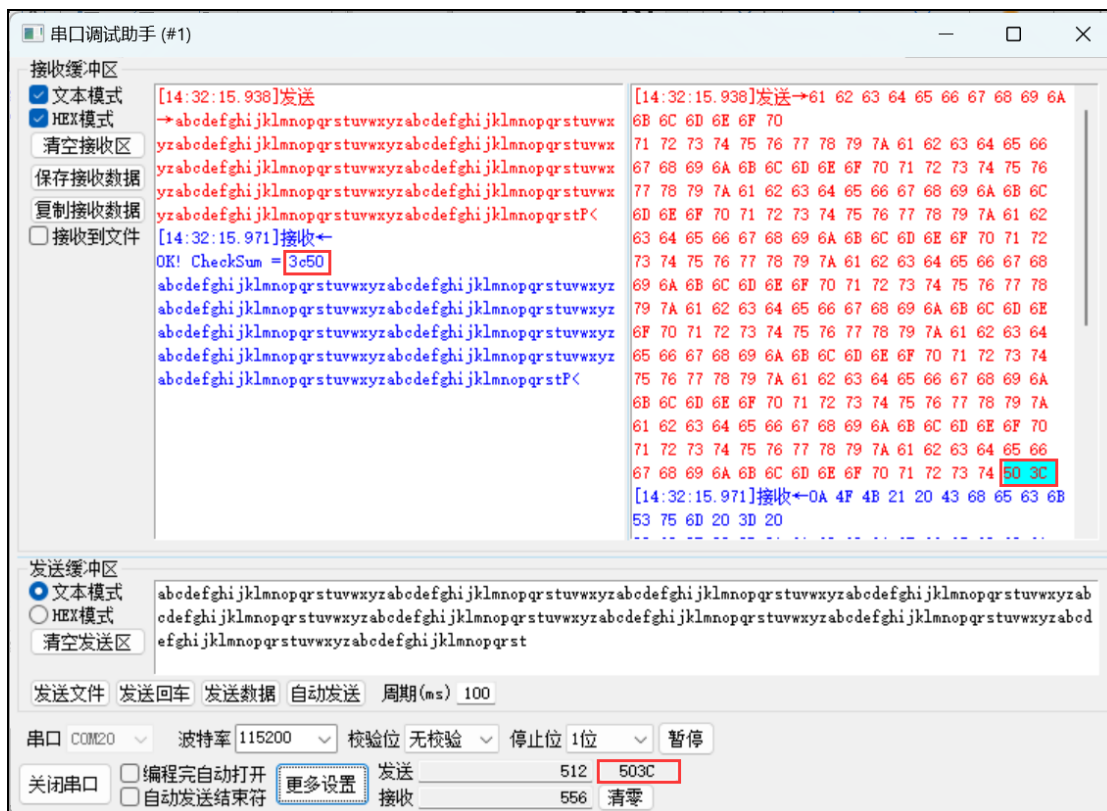 串口调试助手 (#1)
接收缓冲区
文本模式
HEX模式
清空接收区
保存接收数据
复制接收数据
接收到文件
[14:32:15.938]发送
→abcdefghijklmnopqrstuvwxyzabcdefghijklmnopqrstuvwx
yzabcdefghijklmnopqrstuvwxyzabcdefghijklmnopqrstuvwx
yzabcdefghijklmnopqrstuvwxyzabcdefghijklmnopqrstuvwx
yzabcdefghijklmnopqrstuvwxyzabcdefghijklmnopqrstuvwx
yzabcdefghijklmnopqrstuvwxyzabcdefghijklmnopqrstP<
[14:32:15.971]接收←
OK! CheckSum = 3c50
abcdefghijklmnopqrstuvwxyzabcdefghijklmnopqrstuvwxyz
abcdefghijklmnopqrstuvwxyzabcdefghijklmnopqrstuvwxyz
abcdefghijklmnopqrstuvwxyzabcdefghijklmnopqrstuvwxyz
abcdefghijklmnopqrstuvwxyzabcdefghijklmnopqrstuvwxyz
abcdefghijklmnopqrstuvwxyzabcdefghijklmnopqrstP<
[14:32:15.938]发送→61 62 63 64 65 66 67 68 69 6A
6B 6C 6D 6E 6F 70
71 72 73 74 75 76 77 78 79 7A 61 62 63 64 65 66
67 68 69 6A 6B 6C 6D 6E 6F 70 71 72 73 74 75 76
77 78 79 7A 61 62 63 64 65 66 67 68 69 6A 6B 6C
6D 6E 6F 70 71 72 73 74 75 76 77 78 79 7A 61 62
63 64 65 66 67 68 69 6A 6B 6C 6D 6E 6F 70 71 72
73 74 75 76 77 78 79 7A 61 62 63 64 65 66 67 68
69 6A 6B 6C 6D 6E 6F 70 71 72 73 74 75 76 77 78
79 7A 61 62 63 64 65 66 67 68 69 6A 6B 6C 6D 6E
6F 70 71 72 73 74 75 76 77 78 79 7A 61 62 63 64
65 66 67 68 69 6A 6B 6C 6D 6E 6F 70 71 72 73 74
75 76 77 78 79 7A 61 62 63 64 65 66 67 68 69 6A
6B 6C 6D 6E 6F 70 71 72 73 74 75 76 77 78 79 7A
61 62 63 64 65 66 67 68 69 6A 6B 6C 6D 6E 6F 70
71 72 73 74 75 76 77 78 79 7A 61 62 63 64 65 66
67 68 69 6A 6B 6C 6D 6E 6F 70 71 72 73 74 50 3C
[14:32:15.971]接收←0A 4F 4B 21 20 43 68 65 63 6B
53 75 6D 20 3D 20
发送缓冲区
文本模式
HEX模式
清空发送区
abcdefghijklmnopqrstuvwxyzabcdefghijklmnopqrstuvwxyzabcdefghijklmnopqrstuvwxyzabcdefghijklmnopqrstuvwxyzab
cdefghijklmnopqrstuvwxyzabcdefghijklmnopqrstuvwxyzabcdefghijklmnopqrstuvwxyzabcdefghijklmnopqrstuvwxyzabcd
efghijklmnopqrstuvwxyzabcdefghijklmnopqrst
发送文件 发送回车 发送数据 自动发送 周期(ms) 100
串口 COM20 波特率 115200 校验位 无校验 停止位 1位 暂停
关闭串口
编程完自动打开
自动发送结束符
更多设置
发送 512 503C
接收 556 清零